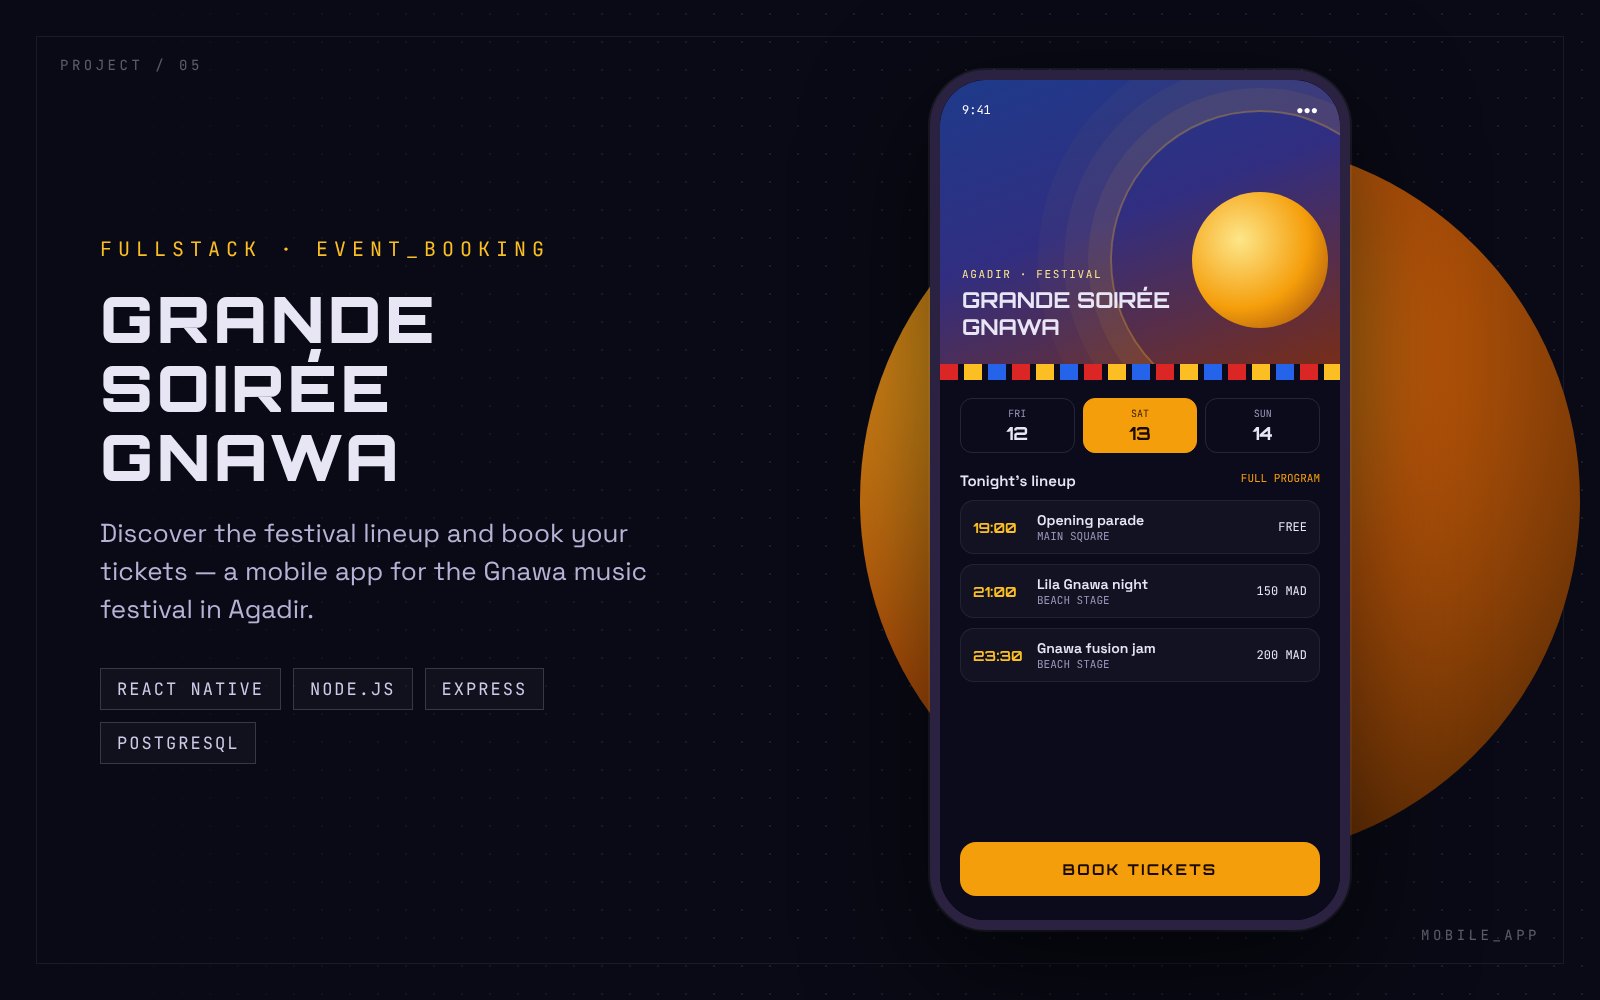 PROJECT / 05
FULLSTACK · EVENT_BOOKING
GRANDE
SOIRÉE
GNAWA
Discover the festival lineup and book your
tickets — a mobile app for the Gnawa music
festival in Agadir.
REACT NATIVE NODE.JS EXPRESS
POSTGRESQL
9:41
AGADIR · FESTIVAL
GRANDE SOIRÉE
GNAWA
FRI SAT SUN
12 13 14
Tonight's lineup FULL PROGRAM
19:00 Opening parade FREE
MAIN SQUARE
21:00 Lila Gnawa night 150 MAD
BEACH STAGE
23:30 Gnawa fusion jam 200 MAD
BEACH STAGE
BOOK TICKETS
MOBILE_APP